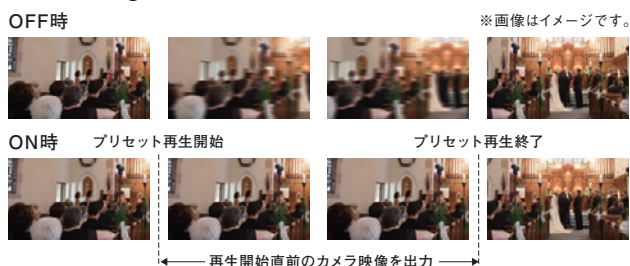 OFF時
※画像はイメージです。
ON時
プリセット再生開始
プリセット再生終了
再生開始直前のカメラ映像を出力